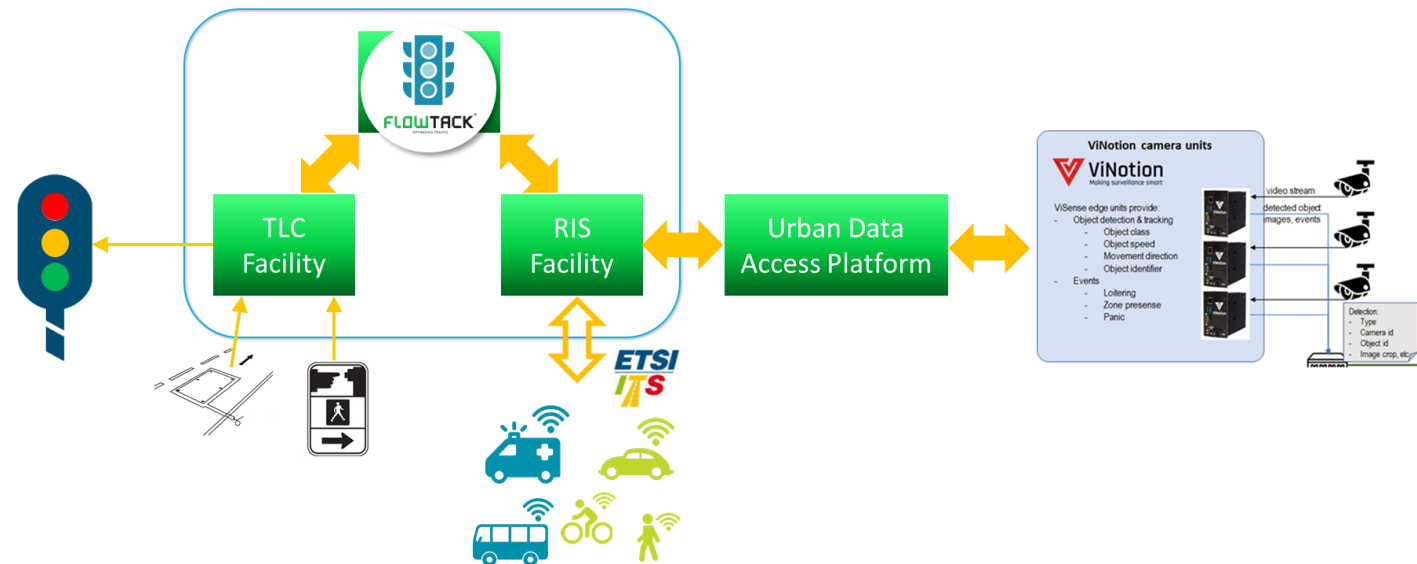 FLOWTACK®
OPTIMIZING TRAFFIC
TLC
Facility
RIS
Facility
Urban Data
Access Platform
ETSI
ITS
ViNotion camera units
ViNotion
Making surveillance smart
ViSense edge units provide:
- Object detection & tracking
- Object class
- Object speed
- Movement direction
- Object identifier
- Events
- Loitering
- Zone presense
- Panic
video stream
detected object
images, events
Detection:
- Type
- Camera id
- Object id
- Image crop, etc